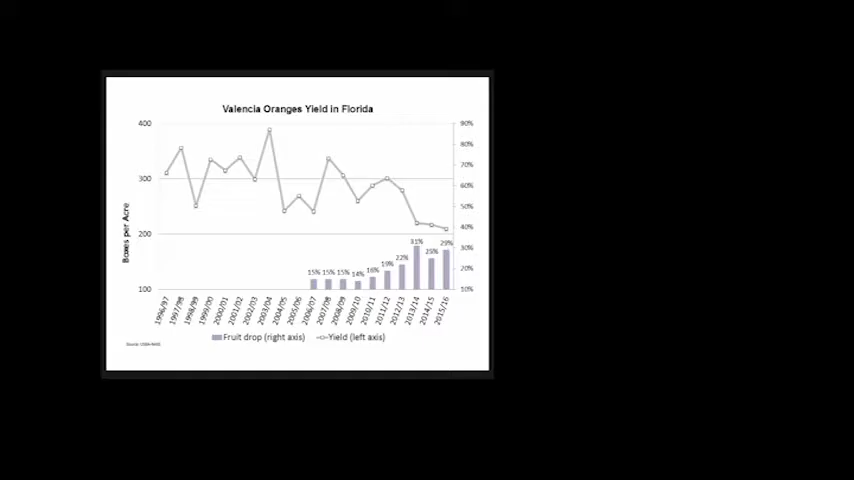 Valencia Oranges Yield in Florida
400
300
200
100
Boxes per Acre
90%
80%
70%
60%
50%
40%
30%
20%
10%
15% 15% 15% 14% 16% 19% 22% 31% 25% 29%
1996/97 1997/98 1998/99 1999/00 2000/01 2001/02 2002/03 2003/04 2004/05 2005/06 2006/07 2007/08 2008/09 2009/10 2010/11 2011/12 2012/13 2013/14 2014/15 2015/16
Fruit drop (right axis) Yield (left axis)